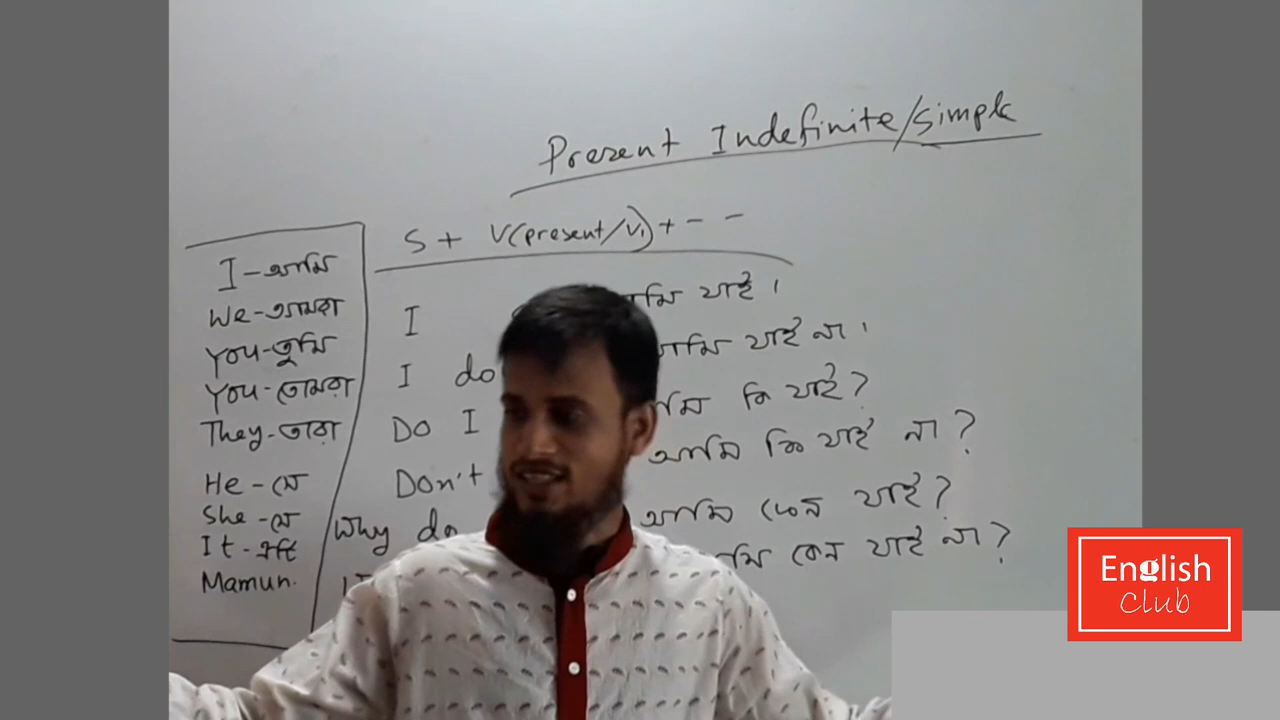 Present Indefinite/simple
S + V(present/V₁) + - -
I - আমি
We - আমরা
You - তুমি
You - তোমরা
They - তারা
He - সে
She - সে
It - ইহা
Mamun.
I আমি যাই।
I do আমি যাই না।
Do I আমি কি যাই?
Don't আমি কি যাই না?
Why do আমি কেন যাই?
আমি কেন যাই না?
English
Club